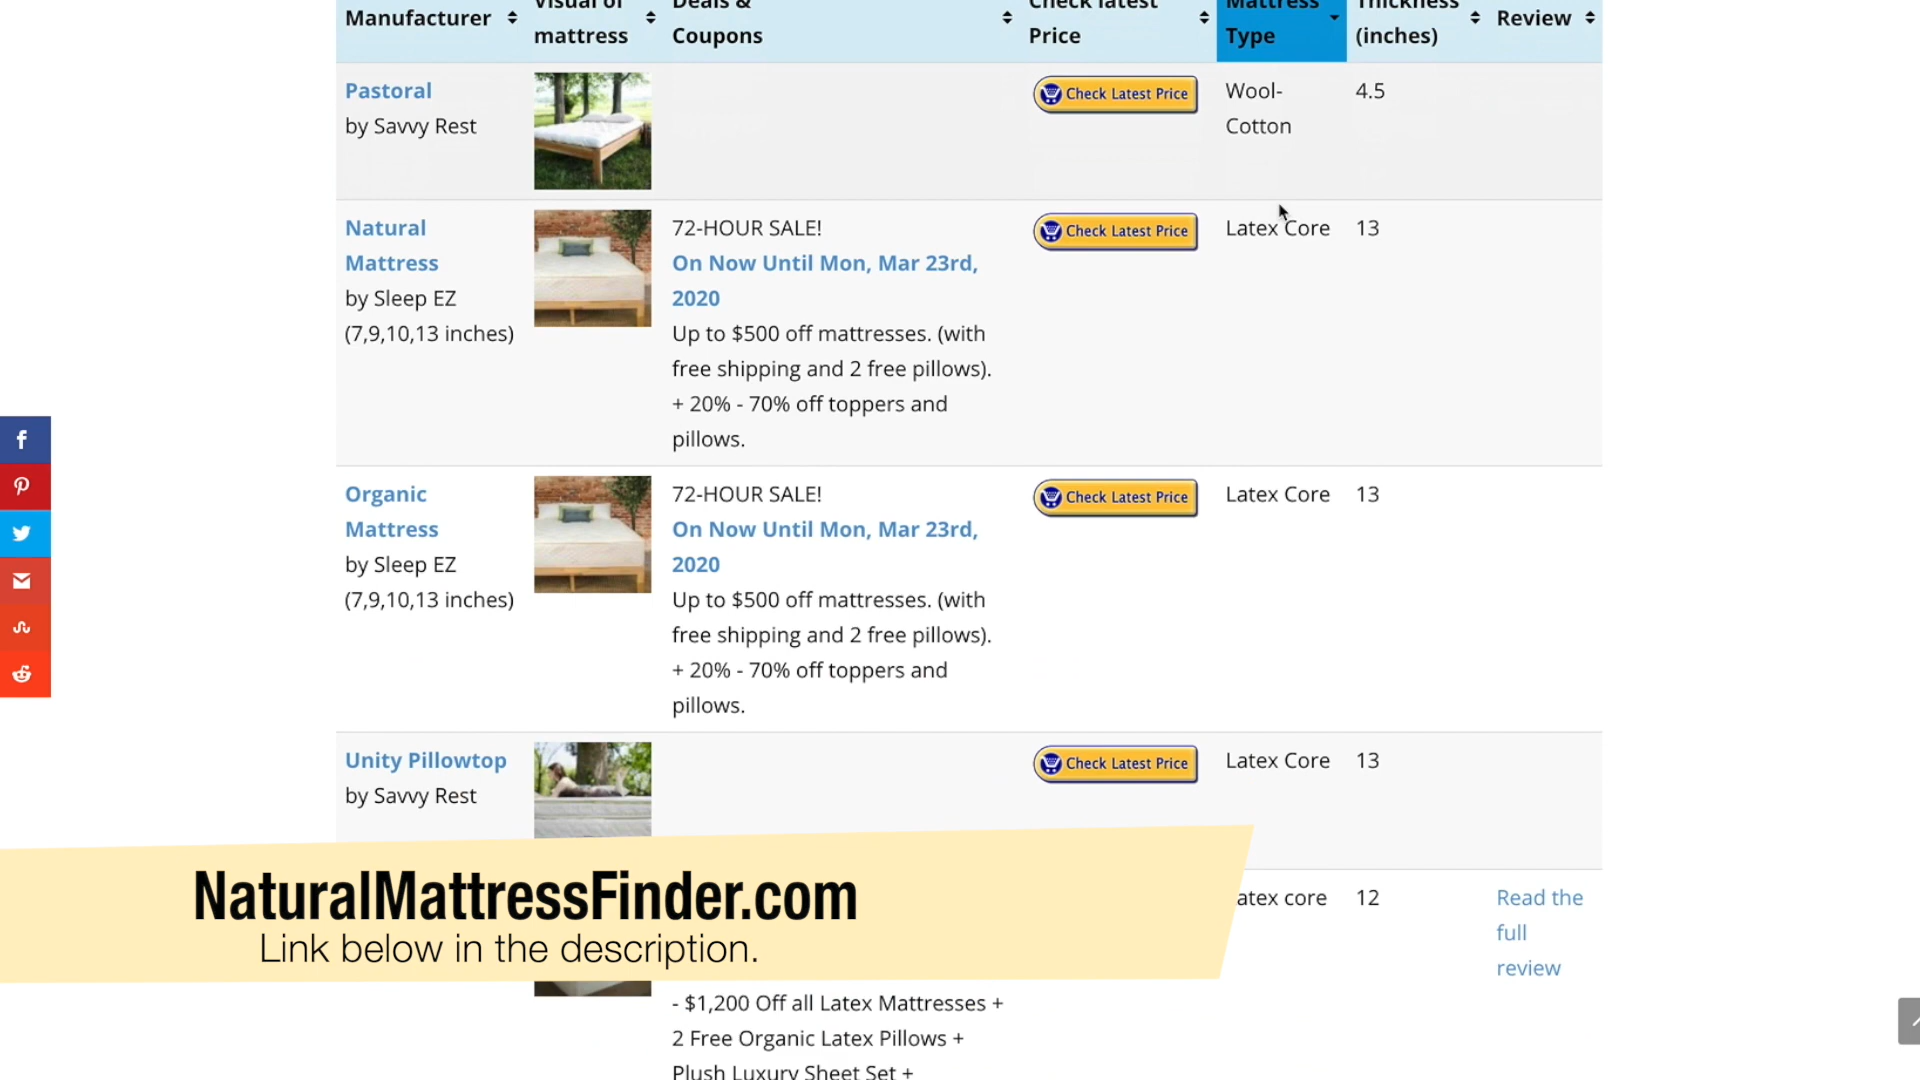 Manufacturer
Visual of
mattress
Deals &
Coupons
Check latest
Price
Mattress
Type
Thickness
(inches)
Review
Pastoral
by Savvy Rest
Check Latest Price
Wool-
Cotton
4.5
Natural
Mattress
by Sleep EZ
(7,9,10,13 inches)
72-HOUR SALE!
On Now Until Mon, Mar 23rd,
2020
Up to $500 off mattresses. (with
free shipping and 2 free pillows).
+ 20% - 70% off toppers and
pillows.
Check Latest Price
Latex Core
13
Organic
Mattress
by Sleep EZ
(7,9,10,13 inches)
72-HOUR SALE!
On Now Until Mon, Mar 23rd,
2020
Up to $500 off mattresses. (with
free shipping and 2 free pillows).
+ 20% - 70% off toppers and
pillows.
Check Latest Price
Latex Core
13
Unity Pillowtop
by Savvy Rest
Check Latest Price
Latex Core
13
NaturalMattressFinder.com
Link below in the description.
atex core
12
Read the
full
review
- $1,200 Off all Latex Mattresses +
2 Free Organic Latex Pillows +
Plush Luxury Sheet Set +